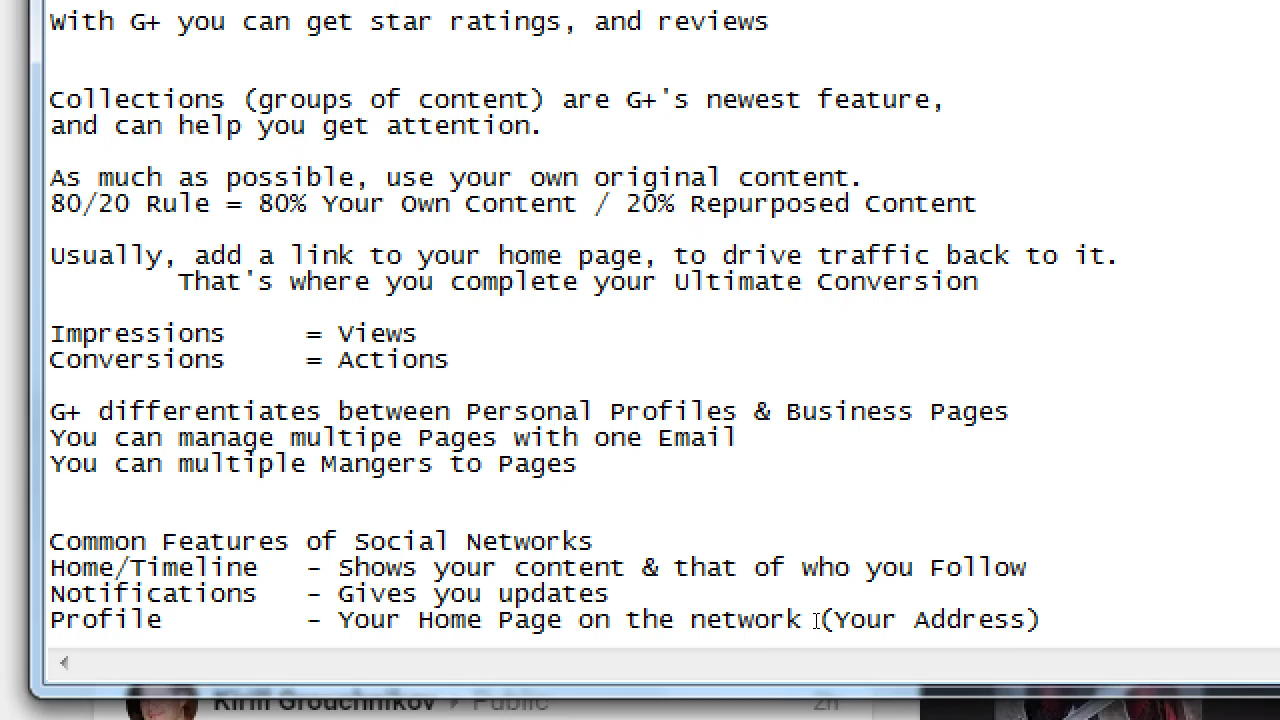 With G+ you can get star ratings, and reviews
Collections (groups of content) are G+'s newest feature,
and can help you get attention.
As much as possible, use your own original content.
80/20 Rule = 80% Your Own Content / 20% Repurposed Content
Usually, add a link to your home page, to drive traffic back to it.
That's where you complete your Ultimate Conversion
Impressions = Views
Conversions = Actions
G+ differentiates between Personal Profiles & Business Pages
You can manage multipe Pages with one Email
You can multiple Mangers to Pages
Common Features of Social Networks
Home/Timeline - Shows your content & that of who you Follow
Notifications - Gives you updates
Profile - Your Home Page on the network (Your Address)
Kirill Grouchnikov Public 2h